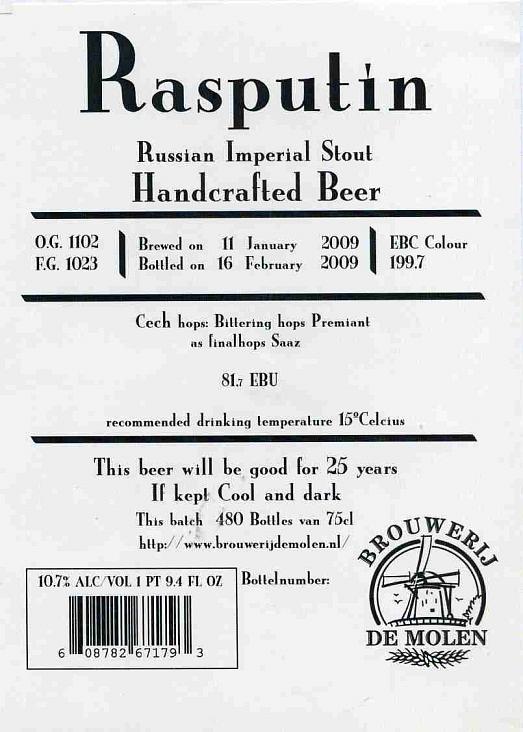 Rasputin
Russian Imperial Stout
Handcrafted Beer
O.G. 1102
F.G. 1023
Brewed on 11 January 2009
Bottled on 16 February 2009
EBC Colour
199.7
Cech hops: Bittering hops Premiant
as finalhops Saaz
81.7 EBU
recommended drinking temperature 15°Celcius
This beer will be good for 25 years
If kept Cool and dark
This batch 480 Bottles van 75cl
http://www.brouwerijdemolen.nl/
10.7% ALC/VOL 1 PT 9.4 FL OZ
Bottelnumber:
6 08782 67179 3
BROUWERIJ
DE MOLEN